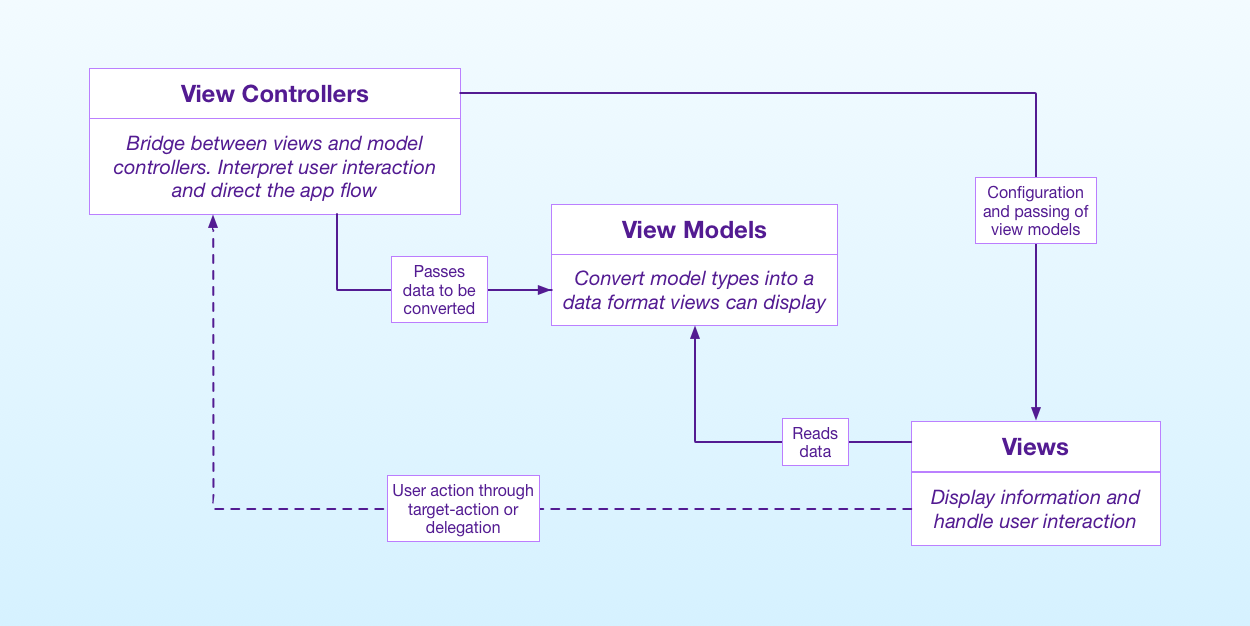 View Controllers
Bridge between views and model
controllers. Interpret user interaction
and direct the app flow
Configuration
and passing of
view models
View Models
Convert model types into a
data format views can display
Passes
data to be
converted
Reads
data
Views
Display information and
handle user interaction
User action through
target-action or
delegation